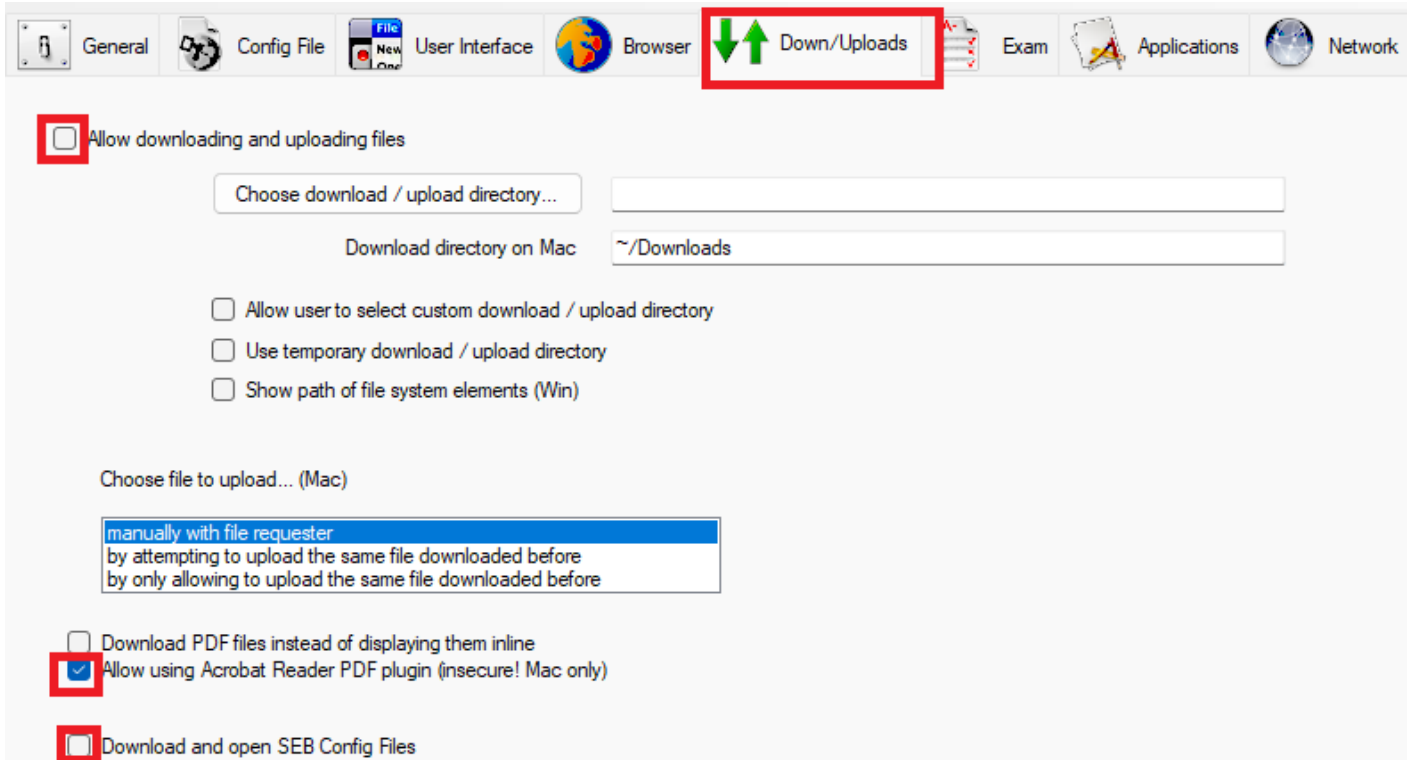 General Config File User Interface Browser Down/Uploads Exam Applications Network
File
New
A-
Allow downloading and uploading files
Choose download / upload directory...
Download directory on Mac ~/Downloads
Allow user to select custom download / upload directory
Use temporary download / upload directory
Show path of file system elements (Win)
Choose file to upload... (Mac)
manually with file requester
by attempting to upload the same file downloaded before
by only allowing to upload the same file downloaded before
Download PDF files instead of displaying them inline
Allow using Acrobat Reader PDF plugin (insecure! Mac only)
Download and open SEB Config Files